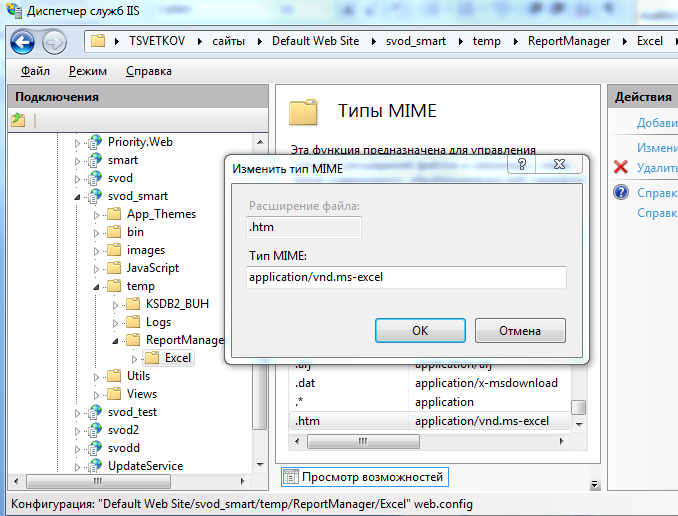 Диспетчер служб IIS
TSVETKOV сайты Default Web Site svod_smart temp ReportManager Excel
Файл Режим Справка
Подключения
Priority.Web
smart
svod
svod_smart
App_Themes
bin
images
JavaScript
temp
KSDB2_BUH
Logs
ReportManage
Excel
Utils
Views
svod_test
svod2
svodd
UpdateService
Типы MIME
Эта функция предназначена для управления
Изменить тип MIME
Расширение файла:
.htm
Тип MIME:
application/vnd.ms-excel
OK Отмена
.dat application/x-msdownload
.* application
.htm application/vnd.ms-excel
Просмотр возможностей
Действия
Добави
Измени
Удалить
Справк
Справк
Конфигурация: "Default Web Site/svod_smart/temp/ReportManager/Excel" web.config